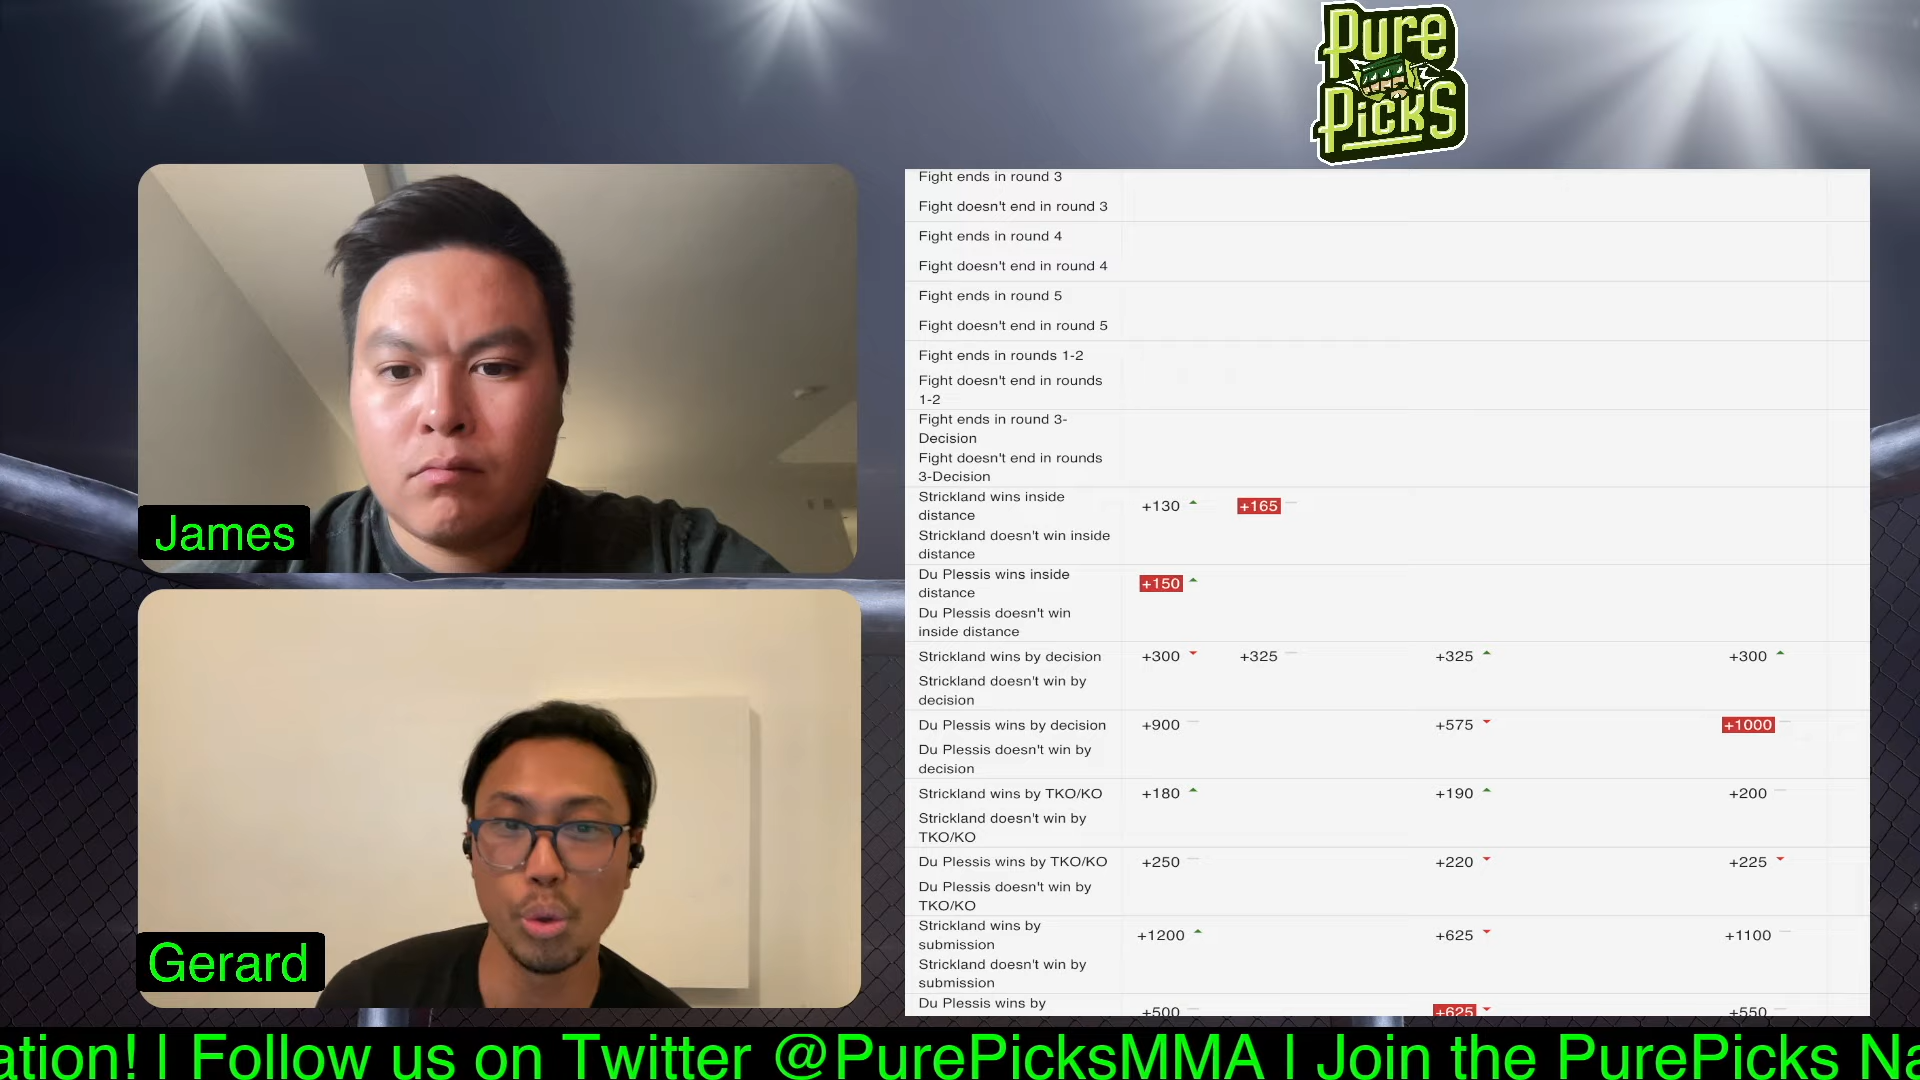 Pure
Picks
James
Gerard
Fight ends in round 3
Fight doesn't end in round 3
Fight ends in round 4
Fight doesn't end in round 4
Fight ends in round 5
Fight doesn't end in round 5
Fight ends in rounds 1-2
Fight doesn't end in rounds
1-2
Fight ends in round 3-
Decision
Fight doesn't end in rounds
3-Decision
Strickland wins inside
distance
+130 +165
Strickland doesn't win inside
distance
Du Plessis wins inside
distance
+150
Du Plessis doesn't win
inside distance
Strickland wins by decision +300 +325 +325 +300
Strickland doesn't win by
decision
Du Plessis wins by decision +900 +575 +1000
Du Plessis doesn't win by
decision
Strickland wins by TKO/KO +180 +190 +200
Strickland doesn't win by
TKO/KO
Du Plessis wins by TKO/KO +250 +220 +225
Du Plessis doesn't win by
TKO/KO
Strickland wins by
submission
+1200 +625 +1100
Strickland doesn't win by
submission
Du Plessis wins by
+500 +625 +550
ation! | Follow us on Twitter @PurePicksMMA | Join the PurePicks Na